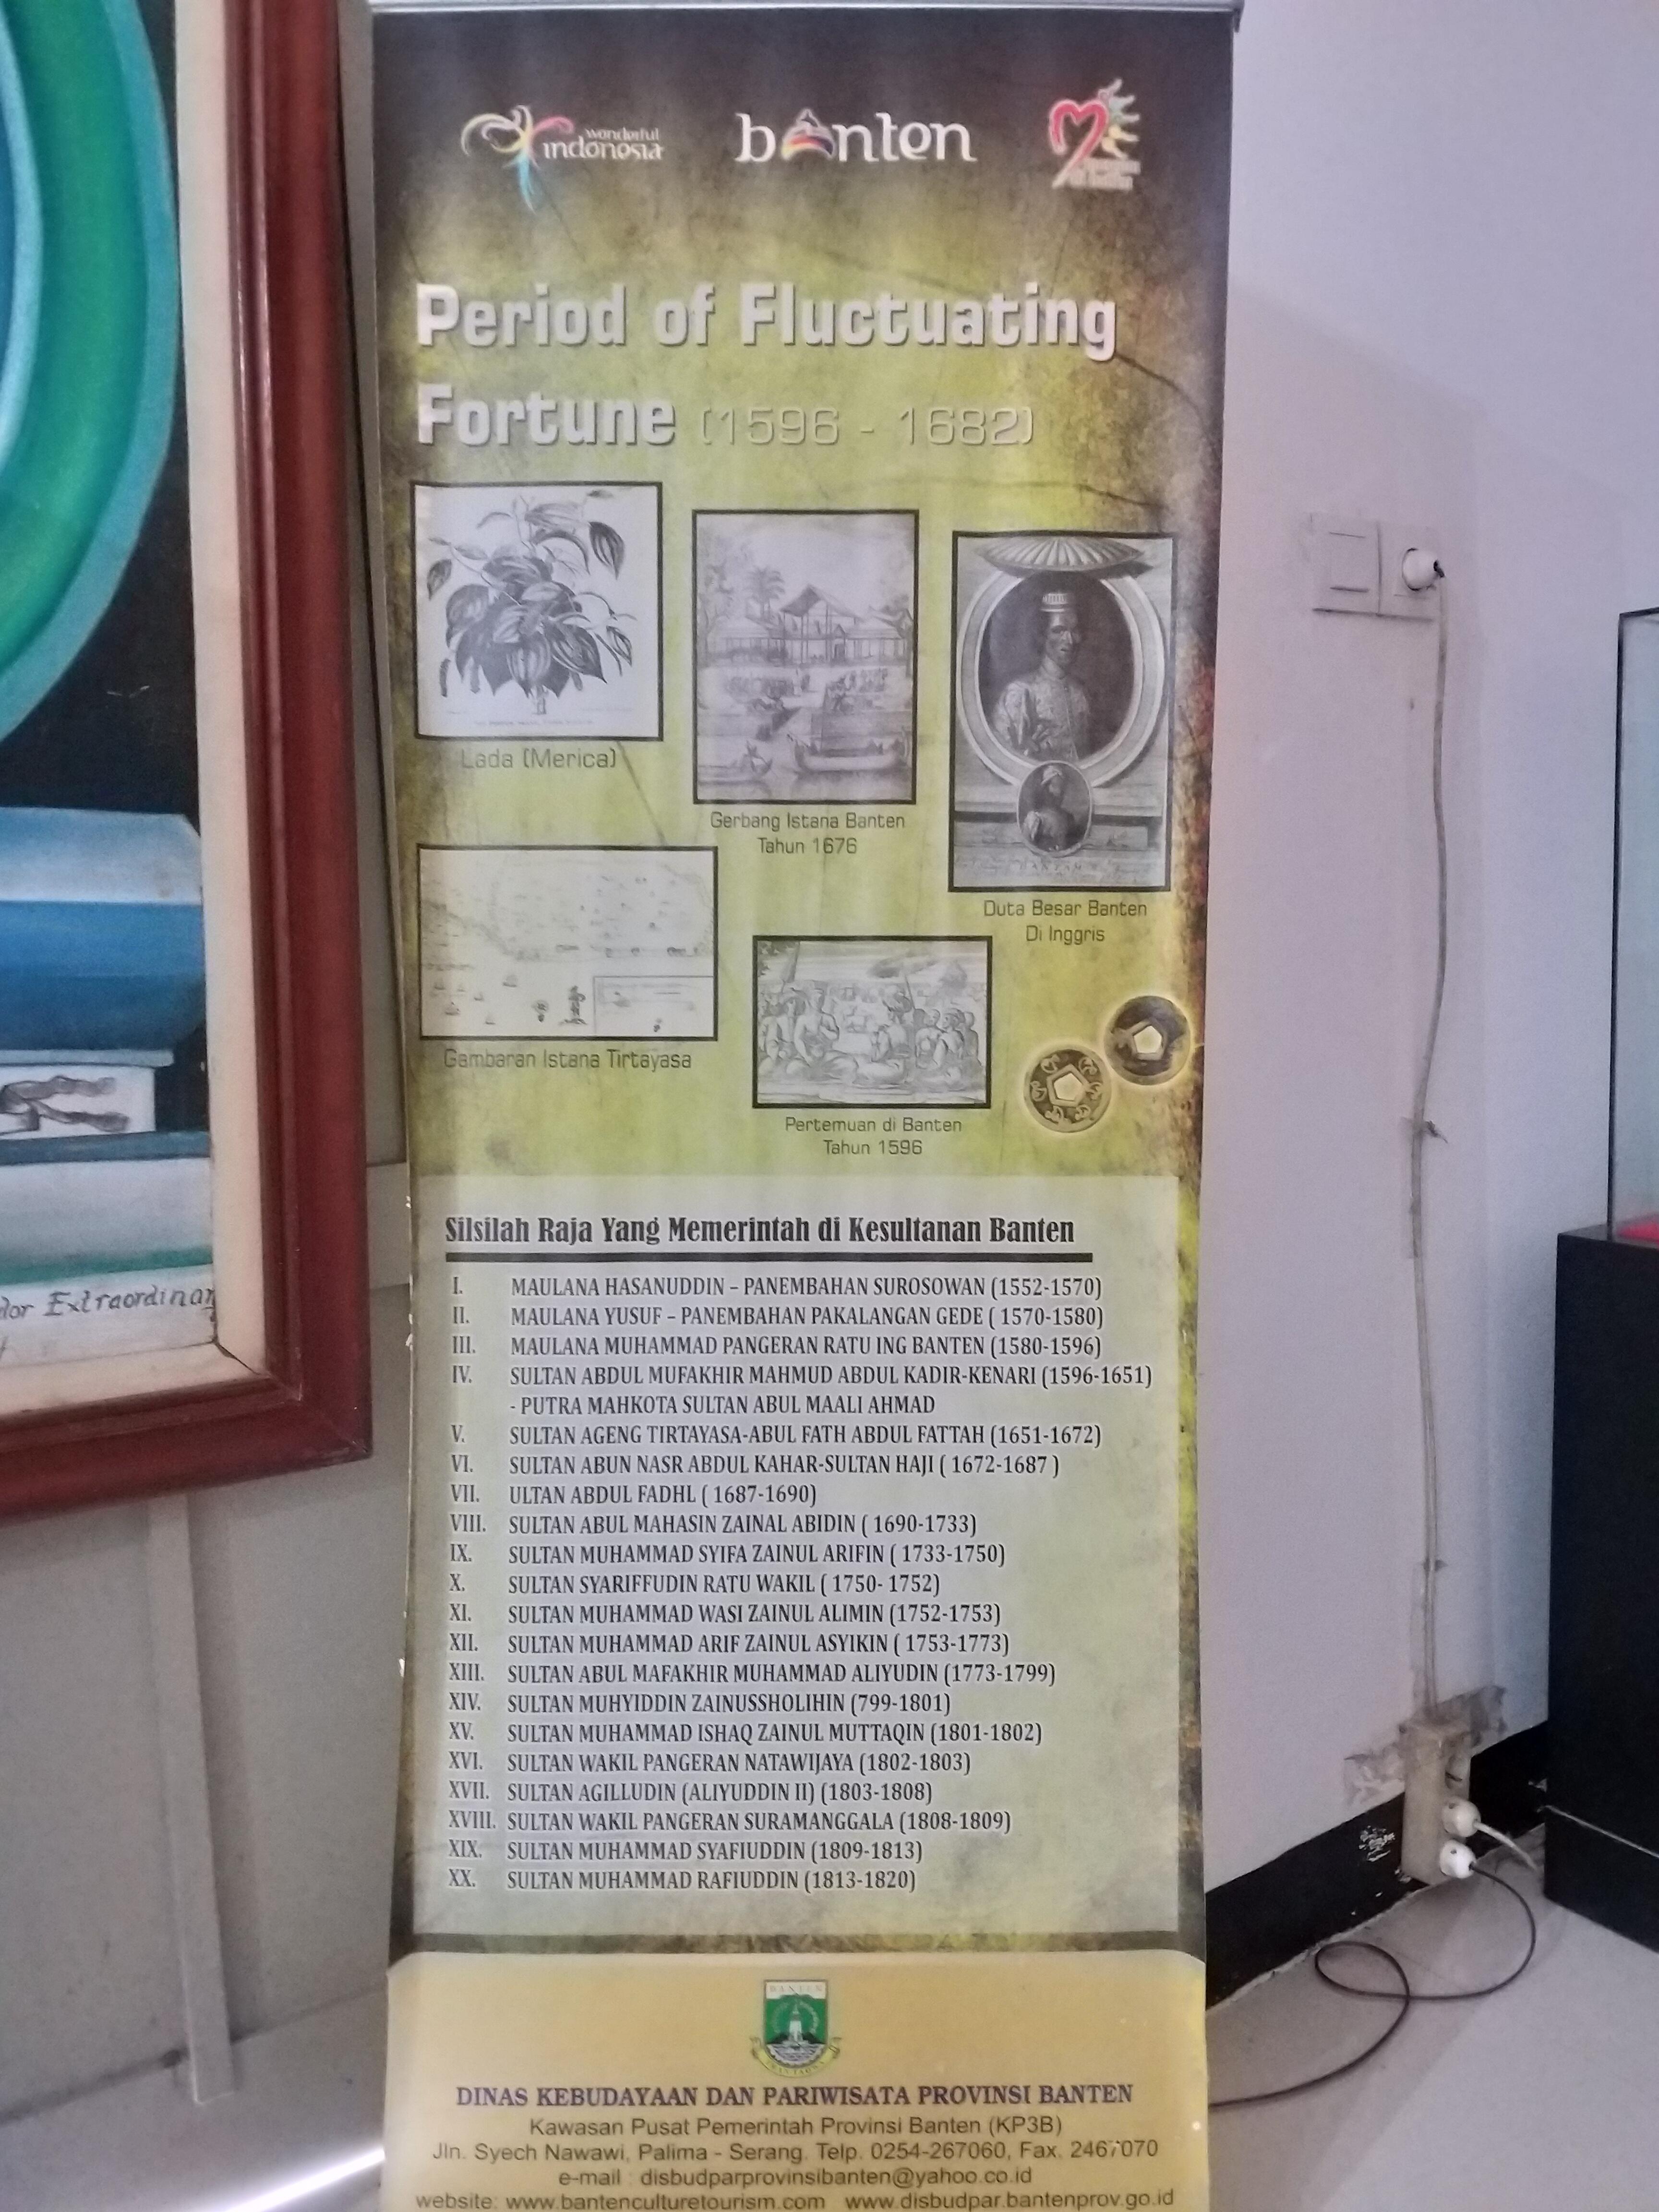 wonderful
indonesia
banten
Period of Fluctuating
Fortune (1596 - 1682)
Lada (Merica)
Gerbang Istana Banten
Tahun 1676
Duta Besar Banten
Di Inggris
Gambaran Istana Tirtayasa
Pertemuan di Banten
Tahun 1596
Silsilah Raja Yang Memerintah di Kesultanan Banten
I. MAULANA HASANUDDIN – PANEMBAHAN SUROSOWAN (1552-1570)
II. MAULANA YUSUF – PANEMBAHAN PAKALANGAN GEDE ( 1570-1580)
III. MAULANA MUHAMMAD PANGERAN RATU ING BANTEN (1580-1596)
IV. SULTAN ABDUL MUFAKHIR MAHMUD ABDUL KADIR-KENARI (1596-1651)
- PUTRA MAHKOTA SULTAN ABUL MAALI AHMAD
V. SULTAN AGENG TIRTAYASA-ABUL FATH ABDUL FATTAH (1651-1672)
VI. SULTAN ABUN NASR ABDUL KAHAR-SULTAN HAJI ( 1672-1687 )
VII. ULTAN ABDUL FADHL ( 1687-1690)
VIII. SULTAN ABUL MAHASIN ZAINAL ABIDIN ( 1690-1733)
IX. SULTAN MUHAMMAD SYIFA ZAINUL ARIFIN ( 1733-1750)
X. SULTAN SYARIFFUDIN RATU WAKIL ( 1750- 1752)
XI. SULTAN MUHAMMAD WASI ZAINUL ALIMIN (1752-1753)
XII. SULTAN MUHAMMAD ARIF ZAINUL ASYIKIN ( 1753-1773)
XIII. SULTAN ABUL MAFAKHIR MUHAMMAD ALIYUDIN (1773-1799)
XIV. SULTAN MUHYIDDIN ZAINUSSHOLIHIN (799-1801)
XV. SULTAN MUHAMMAD ISHAQ ZAINUL MUTTAQIN (1801-1802)
XVI. SULTAN WAKIL PANGERAN NATAWIJAYA (1802-1803)
XVII. SULTAN AGILLUDIN (ALIYUDDIN II) (1803-1808)
XVIII. SULTAN WAKIL PANGERAN SURAMANGGALA (1808-1809)
XIX. SULTAN MUHAMMAD SYAFIUDDIN (1809-1813)
XX. SULTAN MUHAMMAD RAFIUDDIN (1813-1820)
BANTEN
DINAS KEBUDAYAAN DAN PARIWISATA PROVINSI BANTEN
Kawasan Pusat Pemerintah Provinsi Banten (KP3B)
Jln. Syech Nawawi, Palima - Serang. Telp. 0254-267060, Fax. 2467070
e-mail : disbudparprovinsibanten@yahoo.co.id
website: www.bantenculturetourism.com www.disbudpar.bantenprov.go.id
Extraordinar